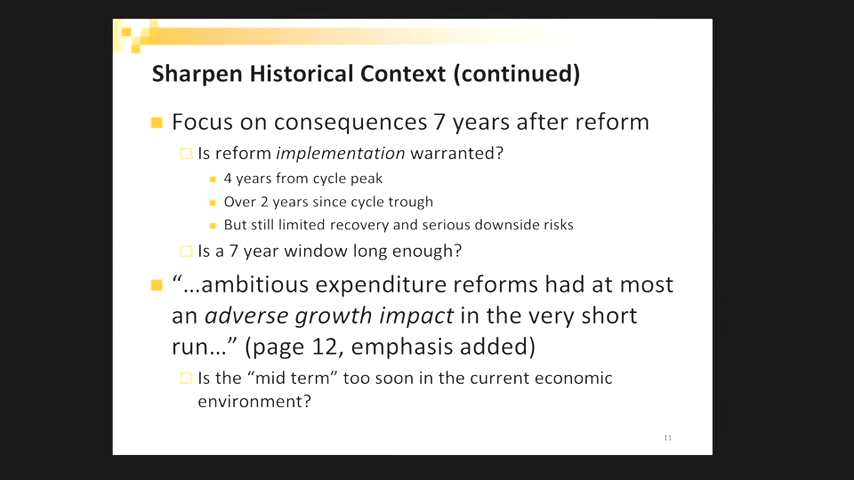 Sharpen Historical Context (continued)
Focus on consequences 7 years after reform
Is reform implementation warranted?
4 years from cycle peak
Over 2 years since cycle trough
But still limited recovery and serious downside risks
Is a 7 year window long enough?
“...ambitious expenditure reforms had at most
an adverse growth impact in the very short
run...” (page 12, emphasis added)
Is the “mid term” too soon in the current economic
environment?
11